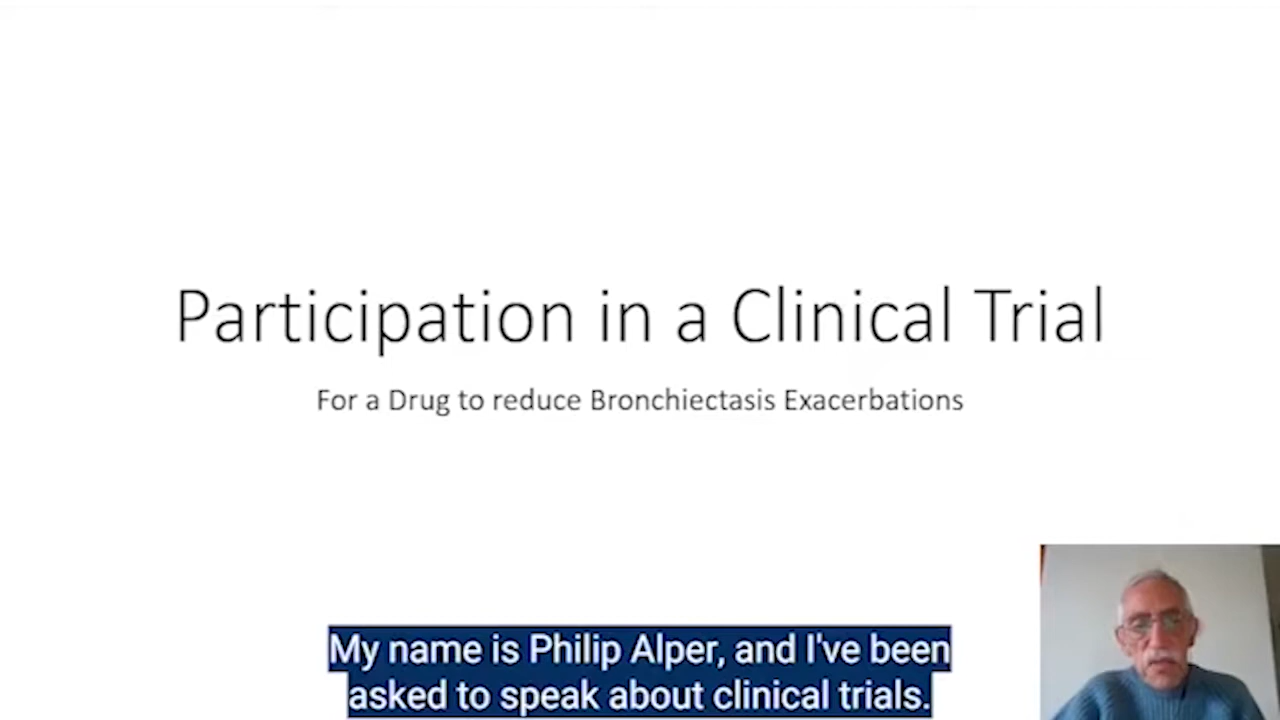 Participation in a Clinical Trial
For a Drug to reduce Bronchiectasis Exacerbations
My name is Philip Alper, and I've been
asked to speak about clinical trials.